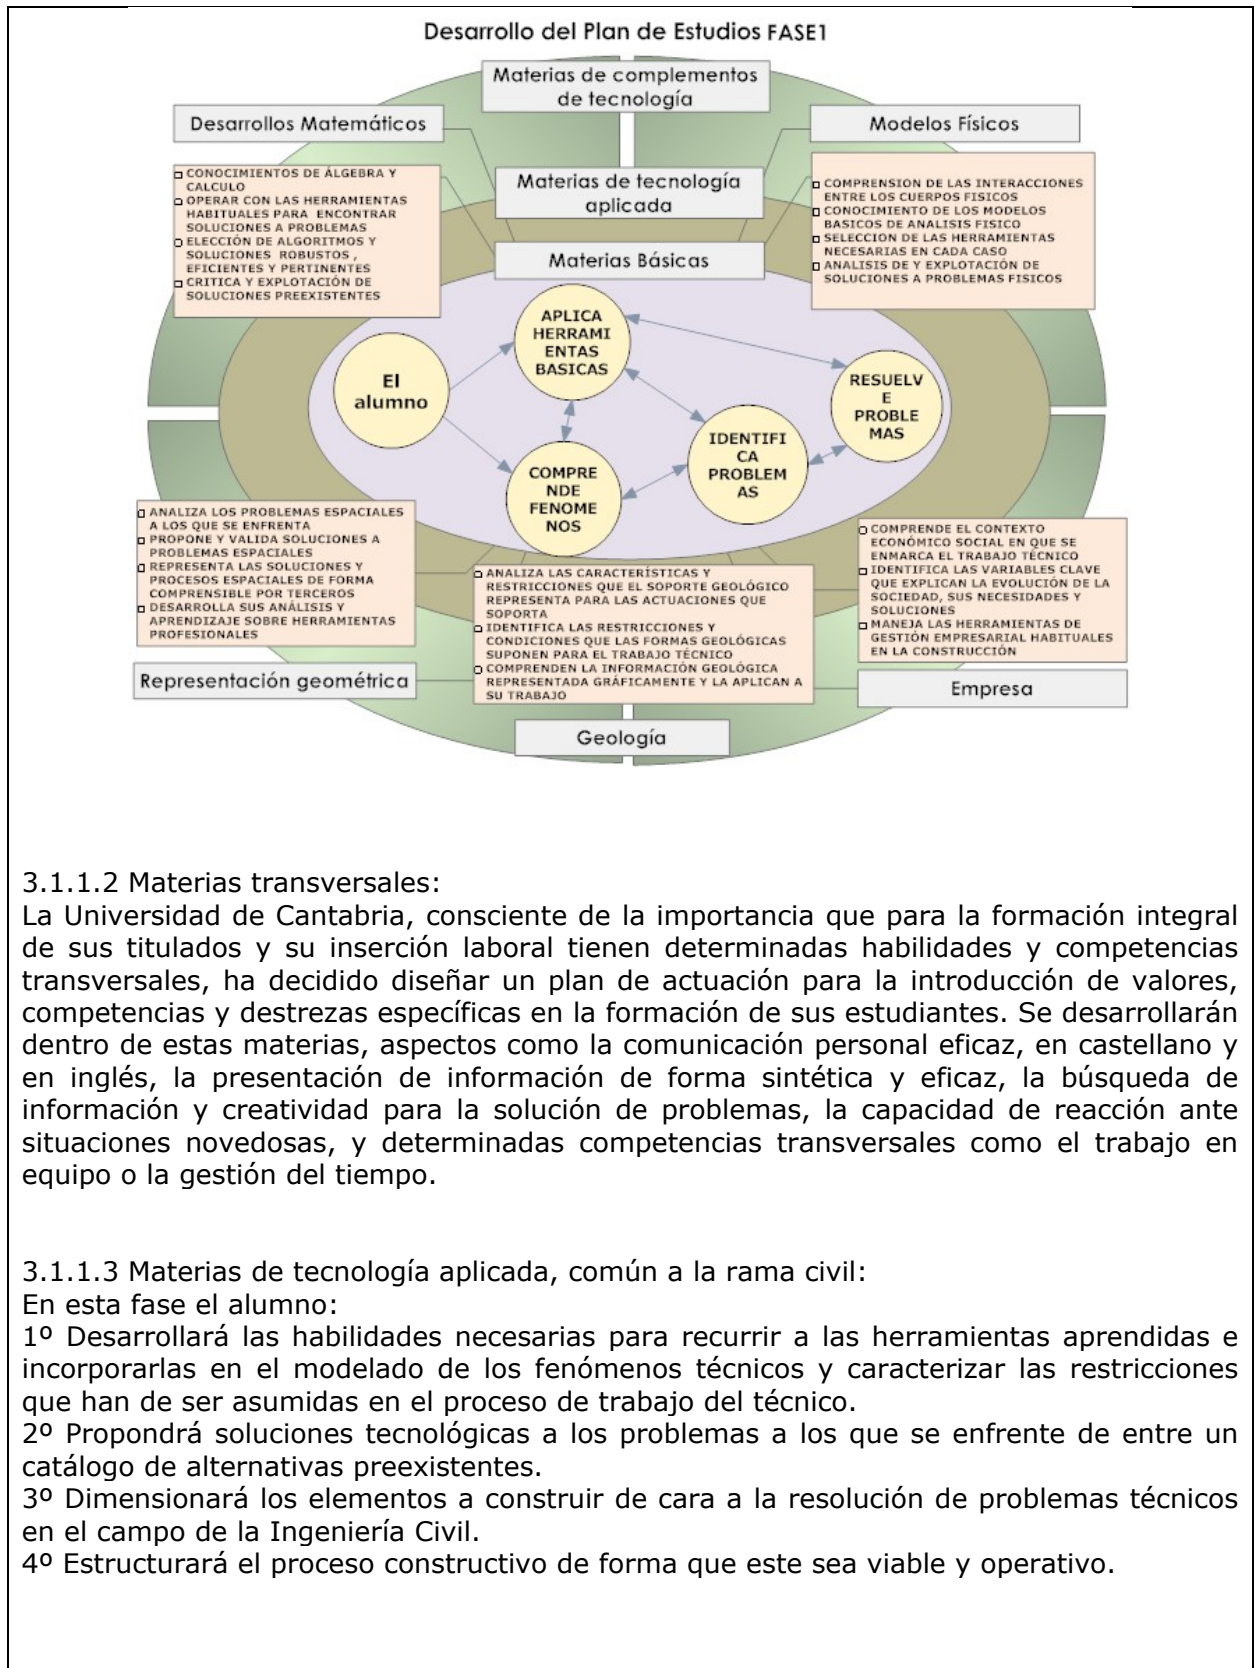 Desarrollo del Plan de Estudios FASE1
Materias de complementos
de tecnología
Desarrollos Matemáticos
Modelos Físicos
CONOCIMIENTOS DE ÁLGEBRA Y
CALCULO
OPERAR CON LAS HERRAMIENTAS
HABITUALES PARA ENCONTRAR
SOLUCIONES A PROBLEMAS
ELECCIÓN DE ALGORITMOS Y
SOLUCIONES ROBUSTOS ,
EFICIENTES Y PERTINENTES
CRITICA Y EXPLOTACIÓN DE
SOLUCIONES PREEXISTENTES
Materias de tecnología
aplicada
Materias Básicas
COMPRENSION DE LAS INTERACCIONES
ENTRE LOS CUERPOS FISICOS
CONOCIMIENTO DE LOS MODELOS
BASICOS DE ANALISIS FISICO
SELECCION DE LAS HERRAMIENTAS
NECESARIAS EN CADA CASO
ANALISIS DE Y EXPLOTACIÓN DE
SOLUCIONES A PROBLEMAS FISICOS
El
alumno
APLICA
HERRAMI
ENTAS
BASICAS
COMPRE
NDE
FENOME
NOS
IDENTIFI
CA
PROBLEM
AS
RESUELV
E
PROBLE
MAS
ANALIZA LOS PROBLEMAS ESPACIALES
A LOS QUE SE ENFRENTA
PROPONE Y VALIDA SOLUCIONES A
PROBLEMAS ESPACIALES
REPRESENTA LAS SOLUCIONES Y
PROCESOS ESPACIALES DE FORMA
COMPRENSIBLE POR TERCEROS
DESARROLLA SUS ANÁLISIS Y
APRENDIZAJE SOBRE HERRAMIENTAS
PROFESIONALES
ANALIZA LAS CARACTERÍSTICAS Y
RESTRICCIONES QUE EL SOPORTE GEOLÓGICO
REPRESENTA PARA LAS ACTUACIONES QUE
SOPORTA
IDENTIFICA LAS RESTRICCIONES Y
CONDICIONES QUE LAS FORMAS GEOLÓGICAS
SUPONEN PARA EL TRABAJO TÉCNICO
COMPRENDEN LA INFORMACIÓN GEOLÓGICA
REPRESENTADA GRÁFICAMENTE Y LA APLICAN A
SU TRABAJO
COMPRENDE EL CONTEXTO
ECONÓMICO SOCIAL EN QUE SE
ENMARCA EL TRABAJO TÉCNICO
IDENTIFICA LAS VARIABLES CLAVE
QUE EXPLICAN LA EVOLUCIÓN DE LA
SOCIEDAD, SUS NECESIDADES Y
SOLUCIONES
MANEJA LAS HERRAMIENTAS DE
GESTIÓN EMPRESARIAL HABITUALES
EN LA CONSTRUCCIÓN
Representación geométrica
Geología
Empresa
3.1.1.2 Materias transversales:
La Universidad de Cantabria, consciente de la importancia que para la formación integral
de sus titulados y su inserción laboral tienen determinadas habilidades y competencias
transversales, ha decidido diseñar un plan de actuación para la introducción de valores,
competencias y destrezas específicas en la formación de sus estudiantes. Se desarrollarán
dentro de estas materias, aspectos como la comunicación personal eficaz, en castellano y
en inglés, la presentación de información de forma sintética y eficaz, la búsqueda de
información y creatividad para la solución de problemas, la capacidad de reacción ante
situaciones novedosas, y determinadas competencias transversales como el trabajo en
equipo o la gestión del tiempo.
3.1.1.3 Materias de tecnología aplicada, común a la rama civil:
En esta fase el alumno:
1º Desarrollará las habilidades necesarias para recurrir a las herramientas aprendidas e
incorporarlas en el modelado de los fenómenos técnicos y caracterizar las restricciones
que han de ser asumidas en el proceso de trabajo del técnico.
2º Propondrá soluciones tecnológicas a los problemas a los que se enfrente de entre un
catálogo de alternativas preexistentes.
3º Dimensionará los elementos a construir de cara a la resolución de problemas técnicos
en el campo de la Ingeniería Civil.
4º Estructurará el proceso constructivo de forma que este sea viable y operativo.